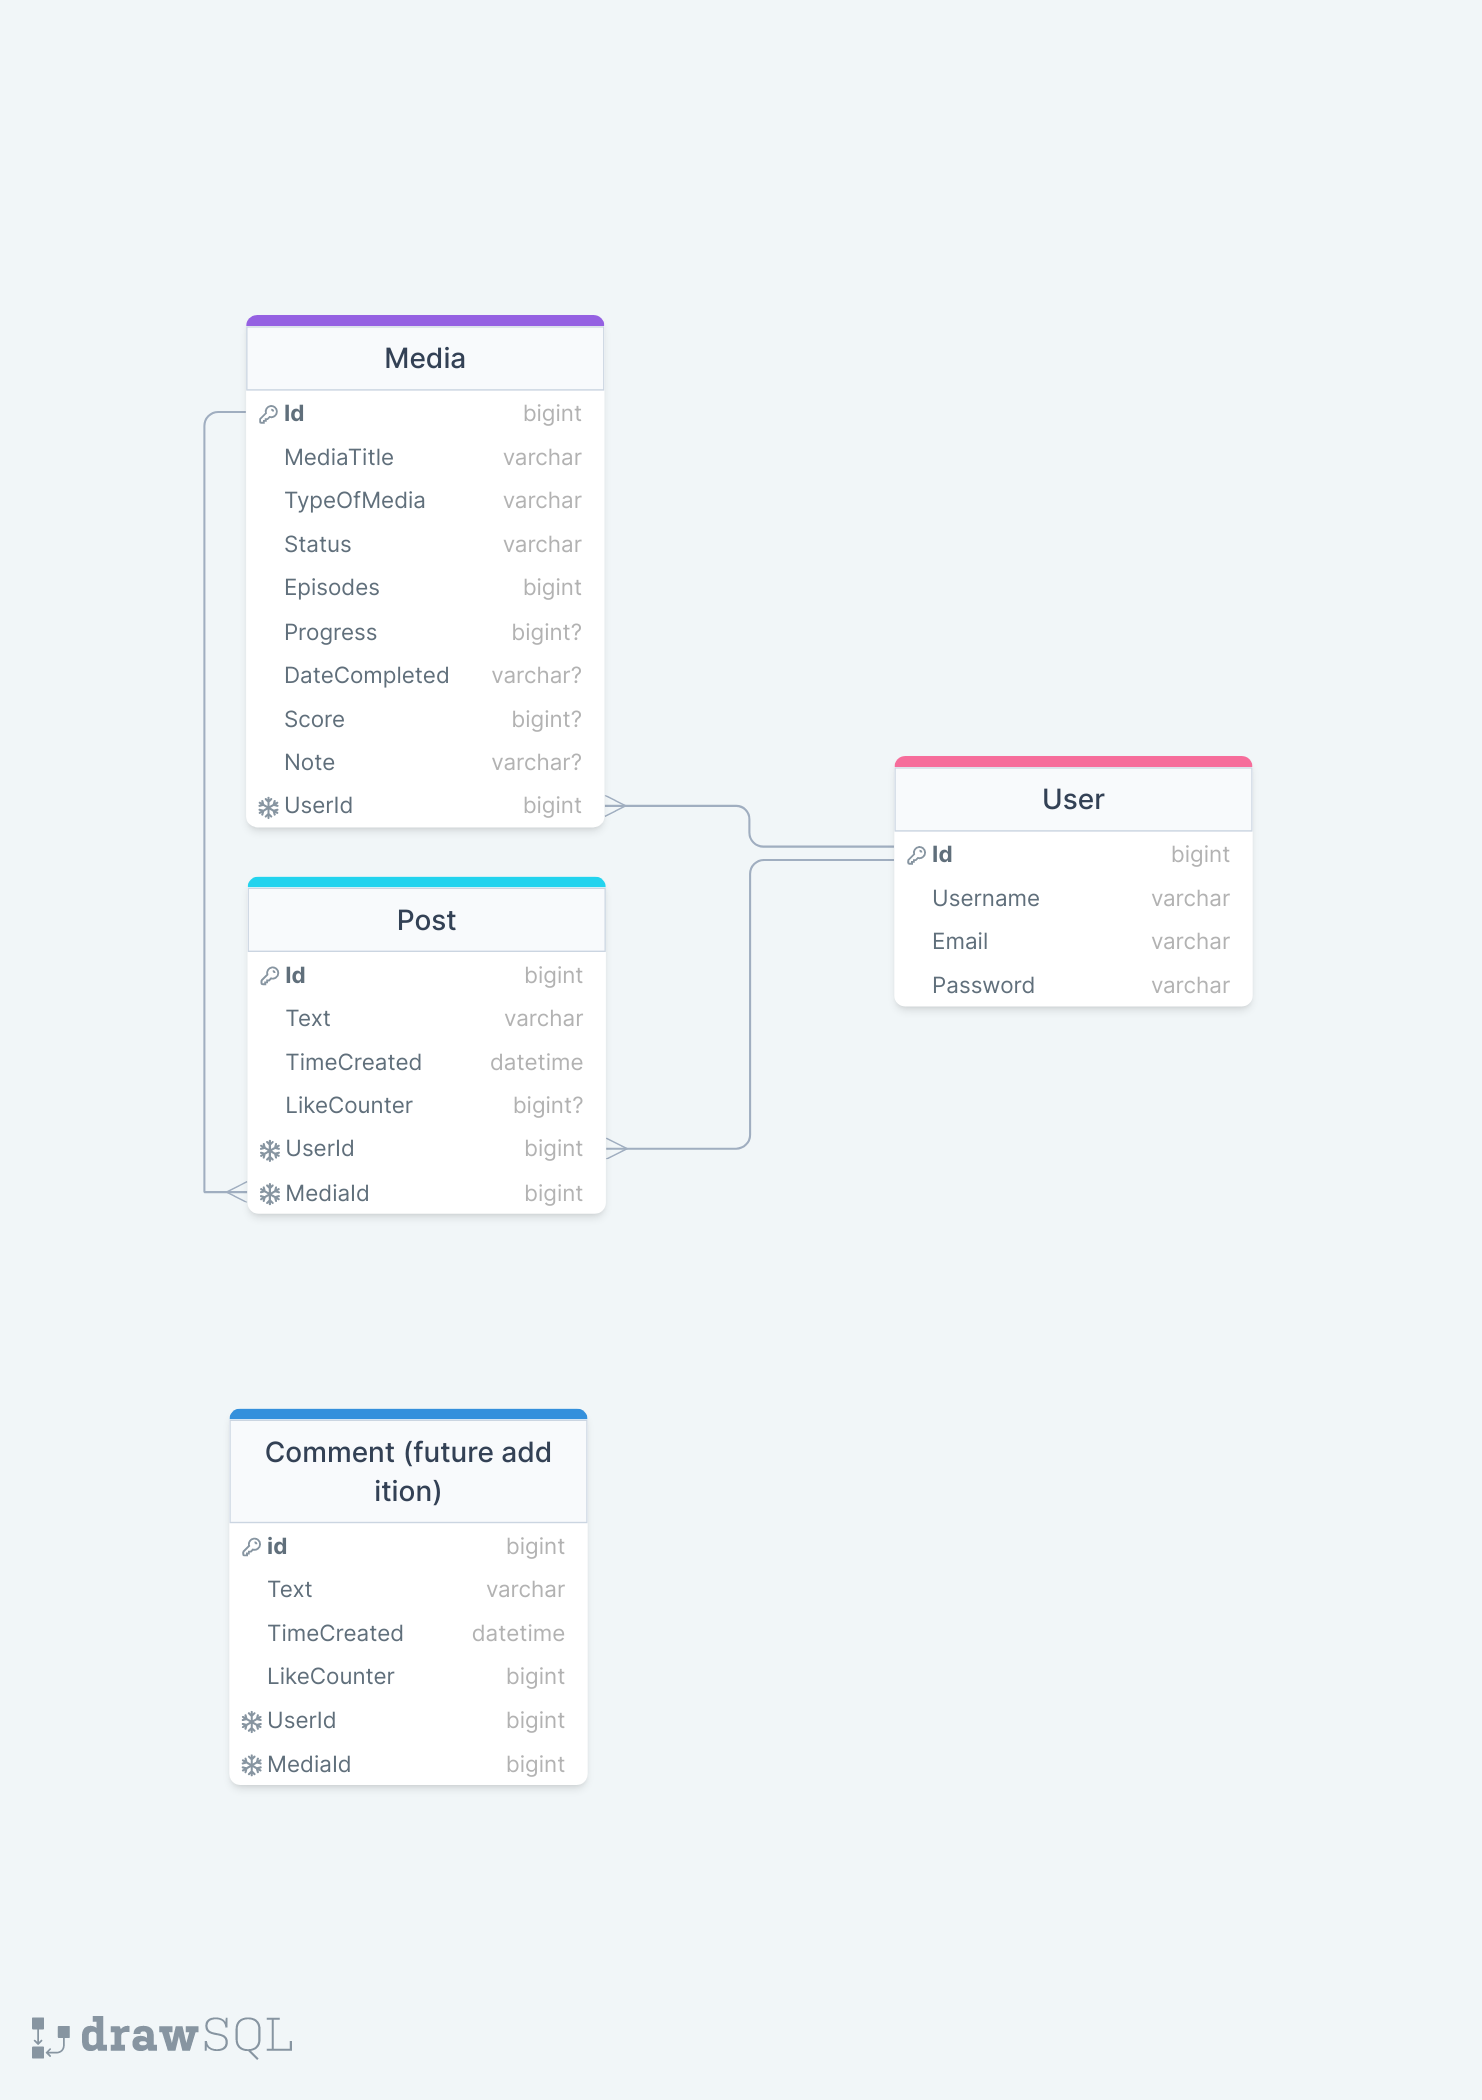 Media
Id bigint
MediaTitle varchar
TypeOfMedia varchar
Status varchar
Episodes bigint
Progress bigint?
DateCompleted varchar?
Score bigint?
Note varchar?
UserId bigint
User
Id bigint
Username varchar
Email varchar
Password varchar
Post
Id bigint
Text varchar
TimeCreated datetime
LikeCounter bigint?
UserId bigint
MediaId bigint
Comment (future add
ition)
id bigint
Text varchar
TimeCreated datetime
LikeCounter bigint
UserId bigint
MediaId bigint
drawSQL